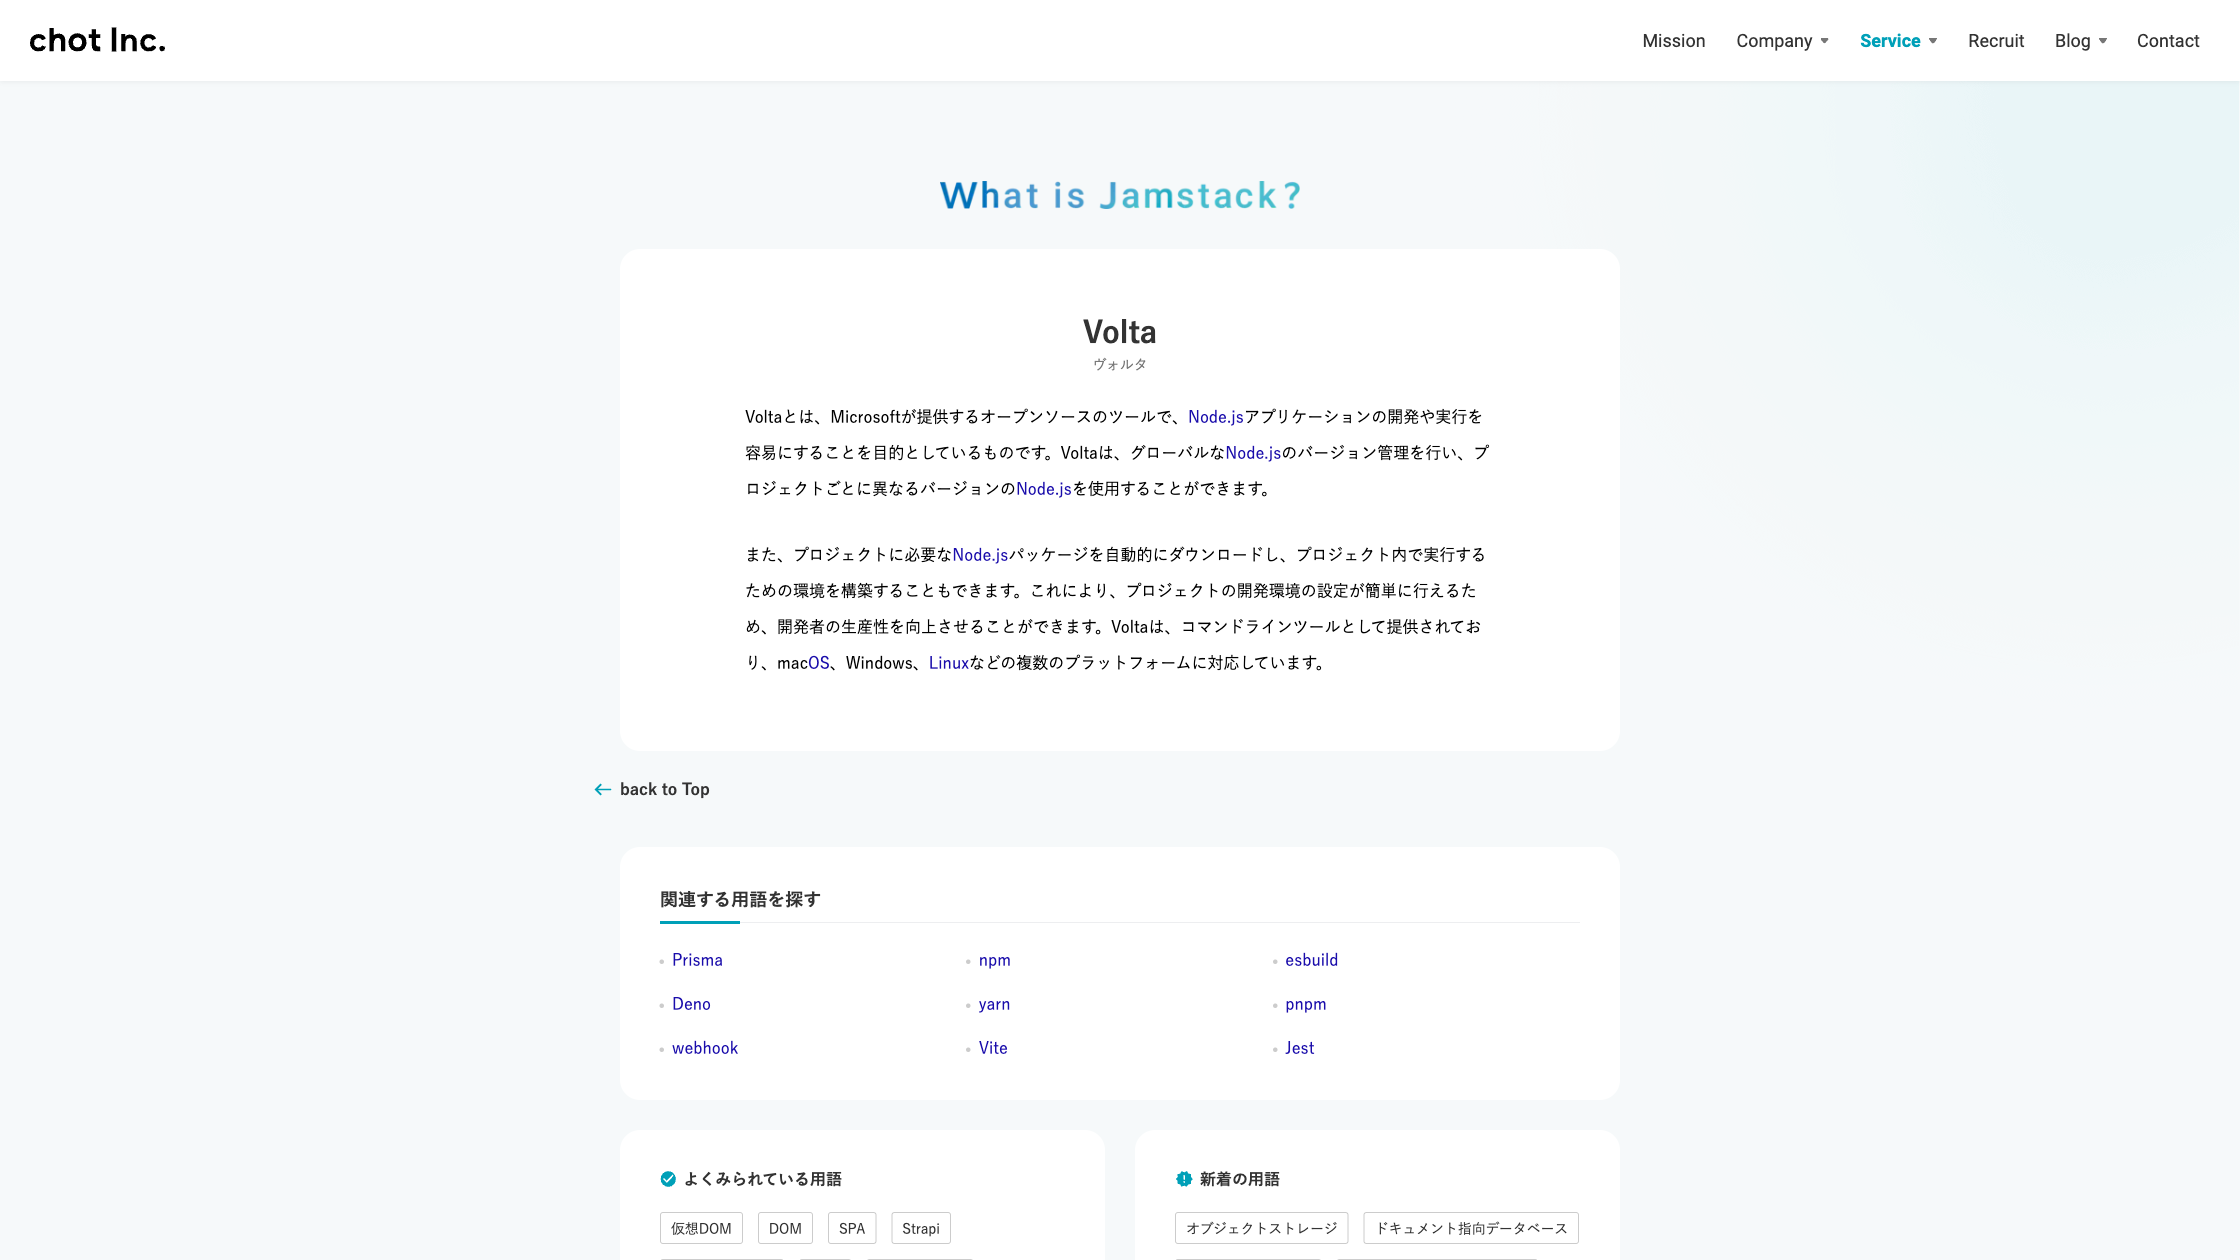 chot Inc.
Mission Company Service Recruit Blog Contact
What is Jamstack?
Volta
ヴォルタ
Voltaとは、Microsoftが提供するオープンソースのツールで、Node.jsアプリケーションの開発や実行を
容易にすることを目的としているものです。Voltaは、グローバルなNode.jsのバージョン管理を行い、プ
ロジェクトごとに異なるバージョンのNode.jsを使用することができます。
また、プロジェクトに必要なNode.jsパッケージを自動的にダウンロードし、プロジェクト内で実行する
ための環境を構築することもできます。これにより、プロジェクトの開発環境の設定が簡単に行えるた
め、開発者の生産性を向上させることができます。Voltaは、コマンドラインツールとして提供されてお
り、macOS、Windows、Linuxなどの複数のプラットフォームに対応しています。
back to Top
関連する用語を探す
Prisma npm esbuild
Deno yarn pnpm
webhook Vite Jest
よくみられている用語
仮想DOM DOM SPA Strapi
新着の用語
オブジェクトストレージ ドキュメント指向データベース